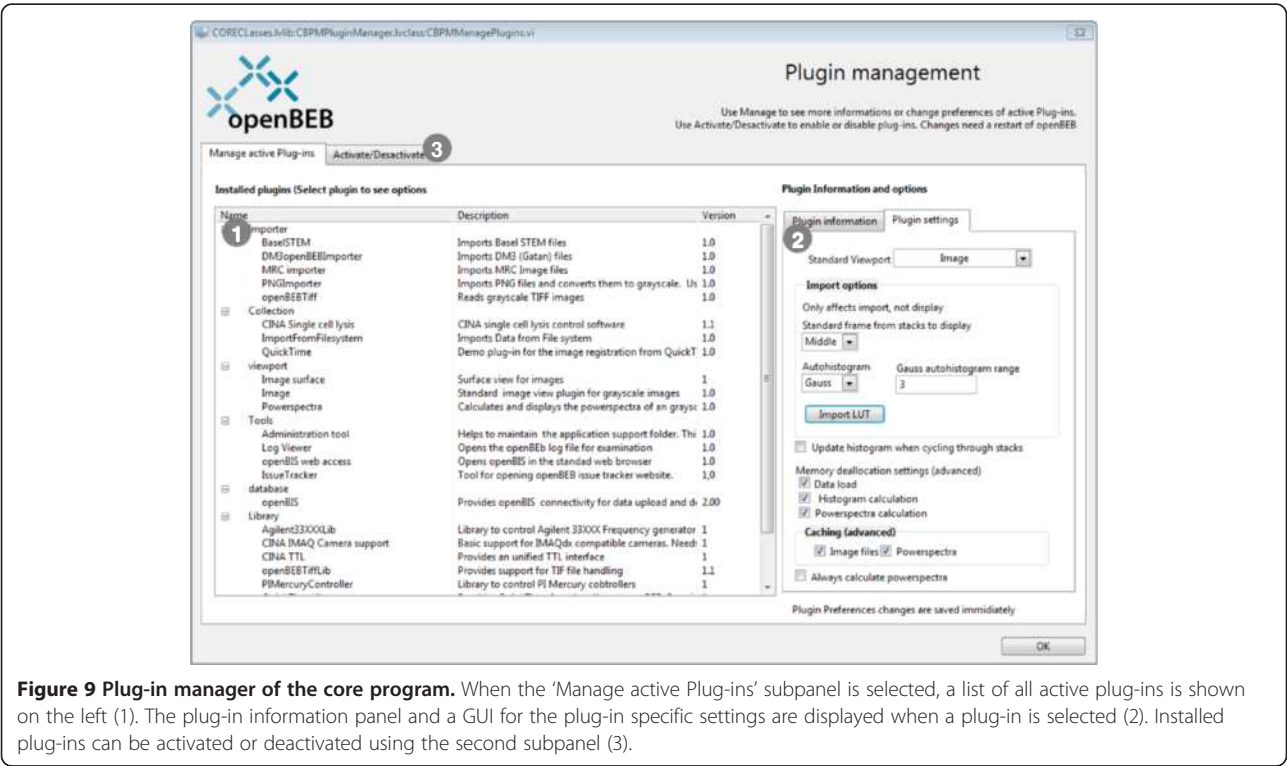 CORECLasses.lvlib:CBPMPluginManager.lvclass:CBPMManagePlugins.vi
openBEB
Plugin management
Use Manage to see more informations or change preferences of active Plug-ins.
Use Activate/Desactivate to enable or disable plug-ins. Changes need a restart of openBEB
Manage active Plug-ins
Activate/Desactivate
3
Installed plugins (Select plugin to see options
Name Description Version
1
mporter
BaselSTEM Imports Basel STEM files 1.0
DM3openBEBImporter Imports DM3 (Gatan) files 1.0
MRC importer Imports MRC Image files 1.0
PNGImporter Imports PNG files and converts them to grayscale. Us 1.0
openBEBTiff Reads grayscale TIFF images 1.0
Collection
CINA Single cell lysis CINA single cell lysis control software 1.1
ImportFromFilesystem Imports Data from File system 1.0
QuickTime Demo plug-in for the image registration from QuickT 1.0
viewport
Image surface Surface view for images 1
Image Standard image view plugin for grayscale images 1.0
Powerspectra Calculates and displays the powerspectra of an graysc 1.0
Tools
Administration tool Helps to maintain the application support folder. Thi 1.0
Log Viewer Opens the openBEb log file for examination 1.0
openBIS web access Opens openBIS in the standad web browser 1.0
IssueTracker Tool for opening openBEB issue tracker website. 1,0
database
openBIS Provides openBIS connectivity for data upload and d 2.00
Library
Agilent33XXXLib Library to control Agilent 33XXX Frequency generator 1
CINA IMAQ Camera support Basic support for IMAQdx compatible cameras. Need 1
CINA TTL Provides an unified TTL interface 1
openBEBTiffLib Provides support for TIF file handling 1.1
PIMercuryController Library to control PI Mercury cobtrollers 1
Plugin Information and options
Plugin information
Plugin settings
2
Standard Viewport Image
Import options
Only affects import, not display
Standard frame from stacks to display
Middle
Autohistogram Gauss autohistogram range
Gauss 3
Import LUT
Update histogram when cycling through stacks
Memory deallocation settings (advanced)
Data load
Histogram calculation
Powerspectra calculation
Caching (advanced)
Image files Powerspectra
Always calculate powerspectra
Plugin Preferences changes are saved immidiately
OK
Figure 9 Plug-in manager of the core program. When the ‘Manage active Plug-ins’ subpanel is selected, a list of all active plug-ins is shown
on the left (1). The plug-in information panel and a GUI for the plug-in specific settings are displayed when a plug-in is selected (2). Installed
plug-ins can be activated or deactivated using the second subpanel (3).